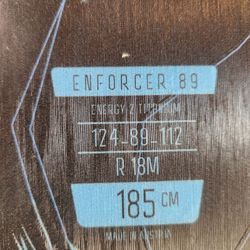 ENFORCER 89
ENERGY 2 TITANIUM
124-89-112
R 18M
185 CM
MADE IN AUSTRIA